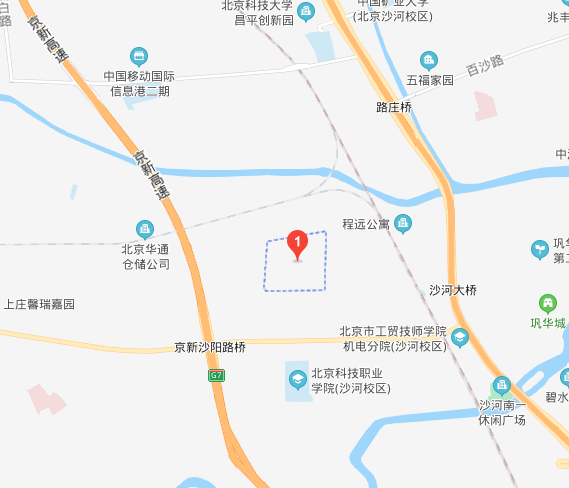 白路
北京科技大学
昌平创新园
中国矿业大学
(北京沙河校区)
兆丰
京新高速
中国移动国际
信息港二期
五福家园
百沙路
路庄桥
京新高速
程远公寓
北京华通
仓储公司
1
巩华
第二
上庄馨瑞嘉园
沙河大桥
巩华城
京新沙阳路桥
北京市工贸技师学院
机电分院(沙河校区)
G7
北京科技职业
学院(沙河校区)
沙河南一
休闲广场
碧水